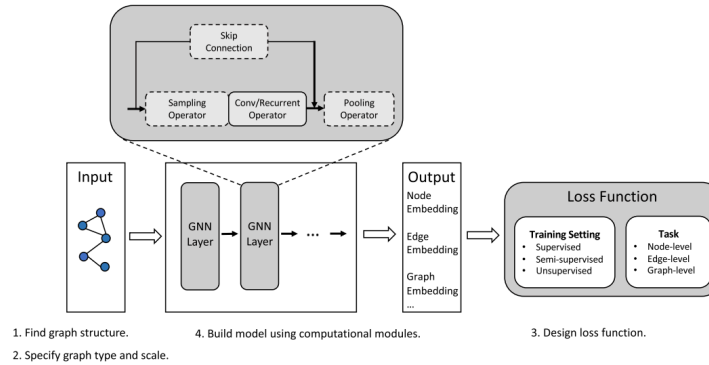 Skip
Connection
Sampling
Operator
Conv/Recurrent
Operator
Pooling
Operator
Input
GNN
Layer
GNN
Layer
...
Output
Node
Embedding
Edge
Embedding
Graph
Embedding
...
Loss Function
Training Setting
• Supervised
• Semi-supervised
• Unsupervised
Task
• Node-level
• Edge-level
• Graph-level
1. Find graph structure.
2. Specify graph type and scale.
4. Build model using computational modules.
3. Design loss function.